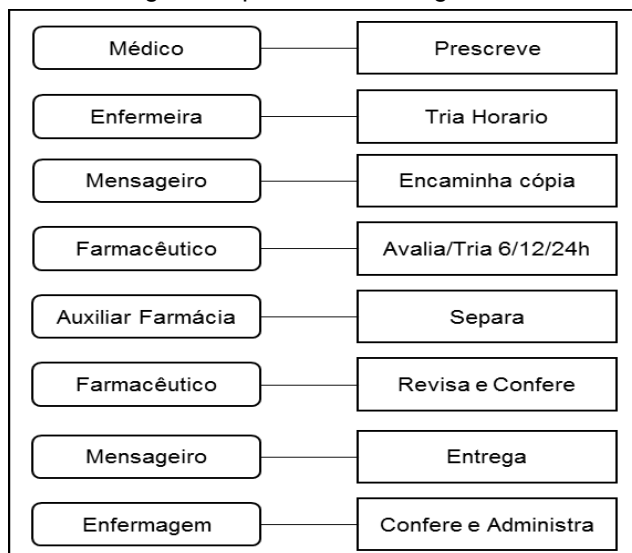 Médico
Prescreve
Enfermeira
Tria Horario
Mensageiro
Encaminha cópia
Farmacêutico
Avalia/Tria 6/12/24h
Auxiliar Farmácia
Separa
Farmacêutico
Revisa e Confere
Mensageiro
Entrega
Enfermagem
Confere e Administra